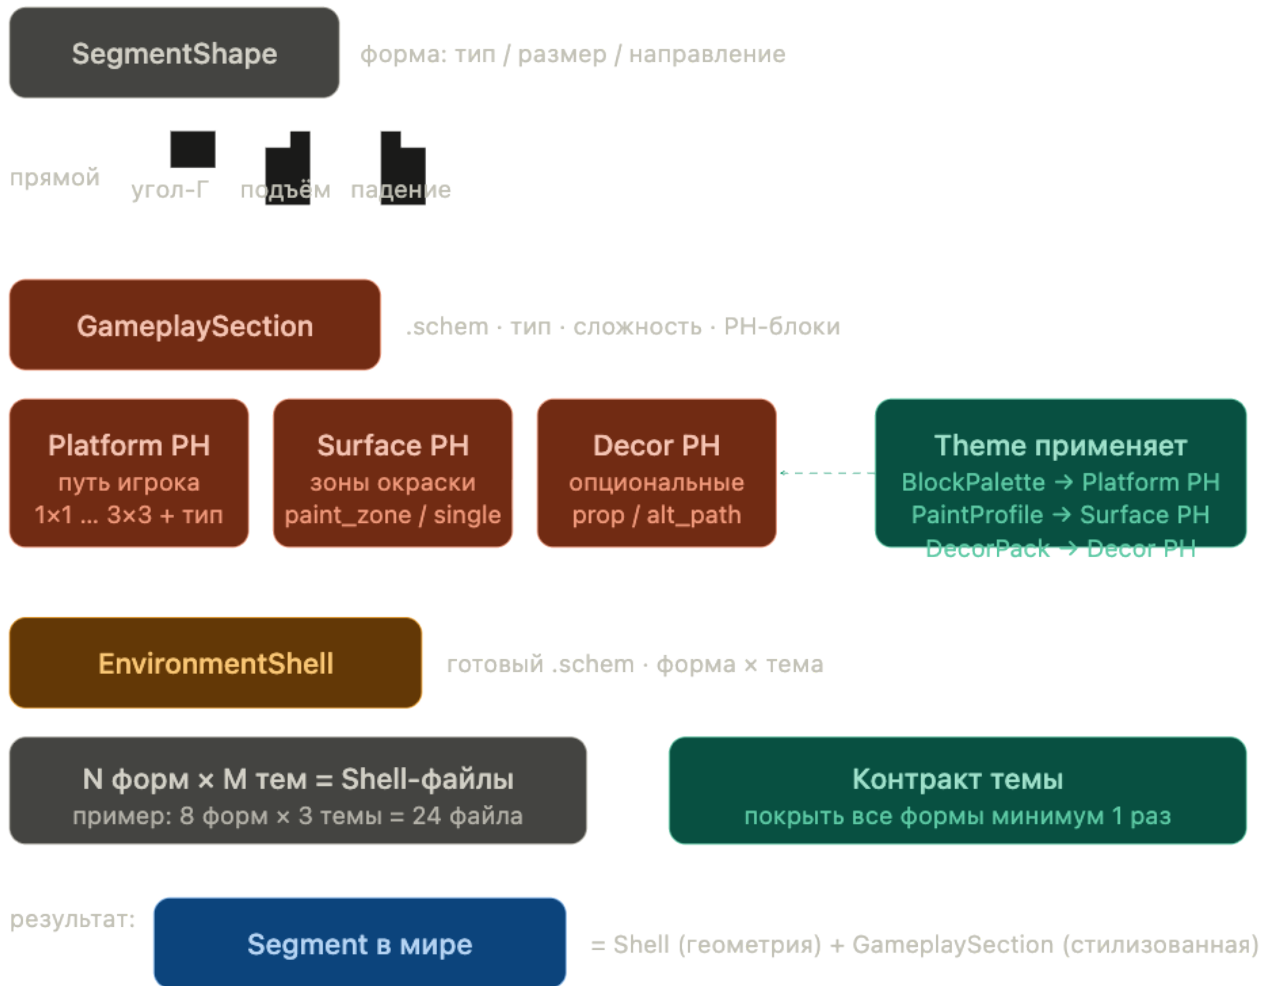 SegmentShape
форма: тип / размер / направление
прямой
угол-Г
подъём
падение
GameplaySection
.schem · тип · сложность · PH-блоки
Platform PH
путь игрока
1×1 ... 3×3 + тип
Surface PH
зоны окраски
paint_zone / single
Decor PH
опциональные
prop / alt_path
Theme применяет
BlockPalette → Platform PH
PaintProfile → Surface PH
DecorPack → Decor PH
EnvironmentShell
готовый .schem · форма × тема
N форм × M тем = Shell-файлы
пример: 8 форм × 3 темы = 24 файла
Контракт темы
покрыть все формы минимум 1 раз
результат:
Segment в мире
= Shell (геометрия) + GameplaySection (стилизованная)